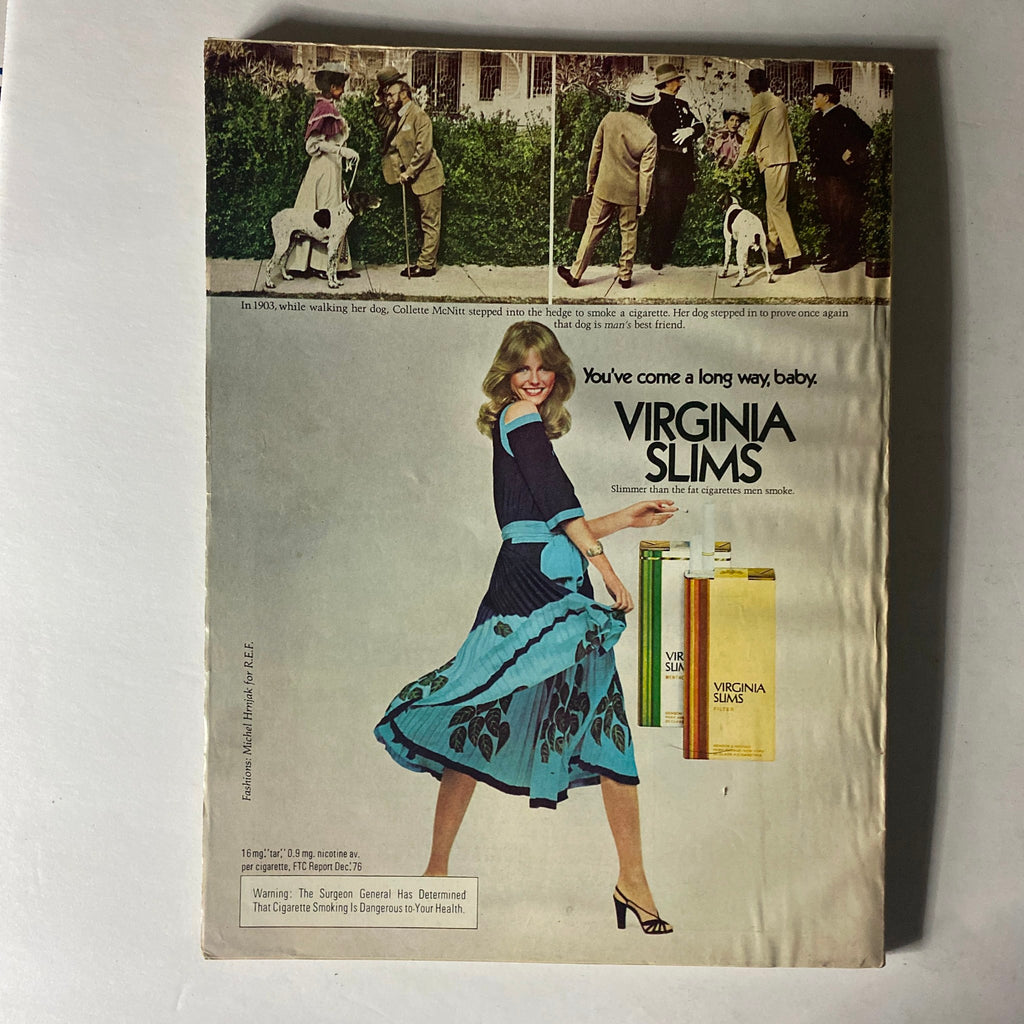 In 1903, while walking her dog, Collette McNitt stepped into the hedge to smoke a cigarette. Her dog stepped in to prove once again
that dog is man's best friend.
You've come a long way, baby.
VIRGINIA
SLIMS
Slimmer than the fat cigarettes men smoke.
VIR
SLIM
VIRGINIA
SLIMS
FILTER
Fashions: Michel Hrnjak for R.E.F.
16mg."tar," 0.9 mg. nicotine av.
per cigarette, FTC Report Dec.'76
Warning: The Surgeon General Has Determined
That Cigarette Smoking Is Dangerous to Your Health.